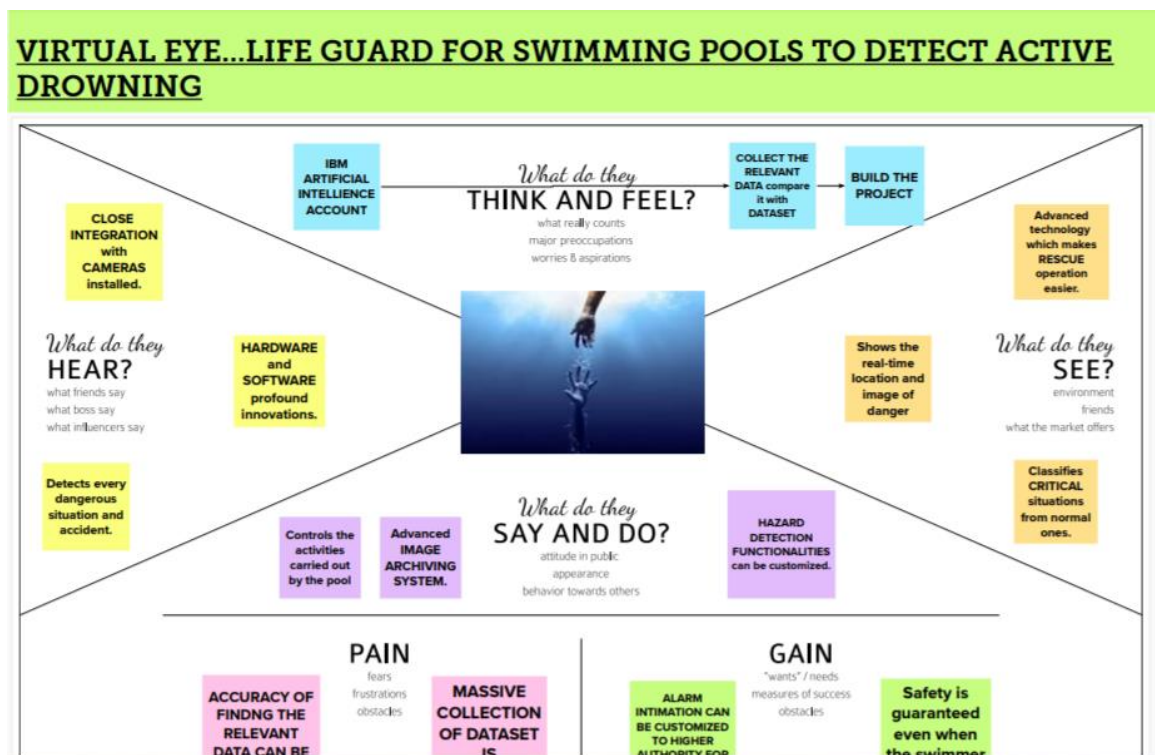 VIRTUAL EYE...LIFE GUARD FOR SWIMMING POOLS TO DETECT ACTIVE
DROWNING
IBM
ARTIFICIAL
INTELLIENCE
ACCOUNT
What do they
THINK AND FEEL?
what really counts
major preoccupations
worries & aspirations
COLLECT THE
RELEVANT
DATA compare
it with
DATASET
BUILD THE
PROJECT
CLOSE
INTEGRATION
with
CAMERAS
installed.
What do they
HEAR?
what friends say
what boss say
what influencers say
HARDWARE
and
SOFTWARE
profound
innovations.
Detects every
dangerous
situation and
accident.
Advanced
technology
which makes
RESCUE
operation
easier.
Shows the
real-time
location and
image of
danger
What do they
SEE?
environment
friends
what the market offers
Classifies
CRITICAL
situations
from normal
ones.
Controls the
activities
carried out
by the pool
Advanced
IMAGE
ARCHIVING
SYSTEM.
What do they
SAY AND DO?
attitude in public
appearance
behavior towards others
HAZARD
DETECTION
FUNCTIONALITIES
can be customized.
PAIN
fears
frustrations
obstacles
ACCURACY OF
FINDNG THE
RELEVANT
DATA CAN BE
MASSIVE
COLLECTION
OF DATASET
IS
GAIN
"wants" / needs
measures of success
obstacles
ALARM
INTIMATION CAN
BE CUSTOMIZED
TO HIGHER
AUTHORITY FOR
Safety is
guaranteed
even when
the swimmer